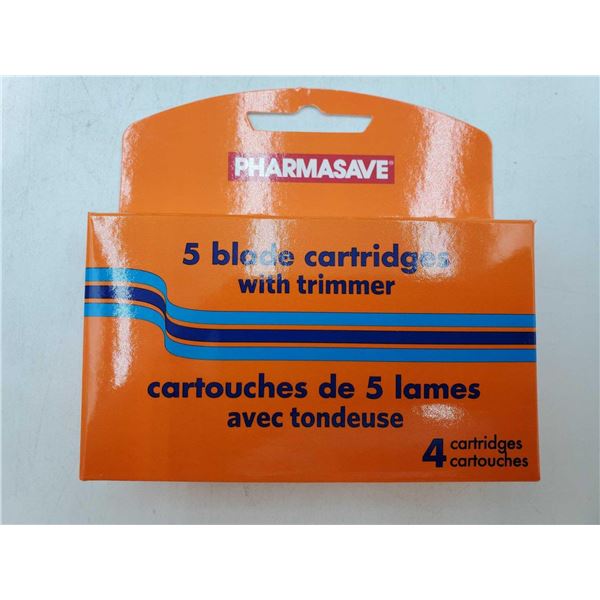 PHARMASAVE®
5 blade cartridges
with trimmer
cartouches de 5 lames
avec tondeuse
4 cartridges
cartouches